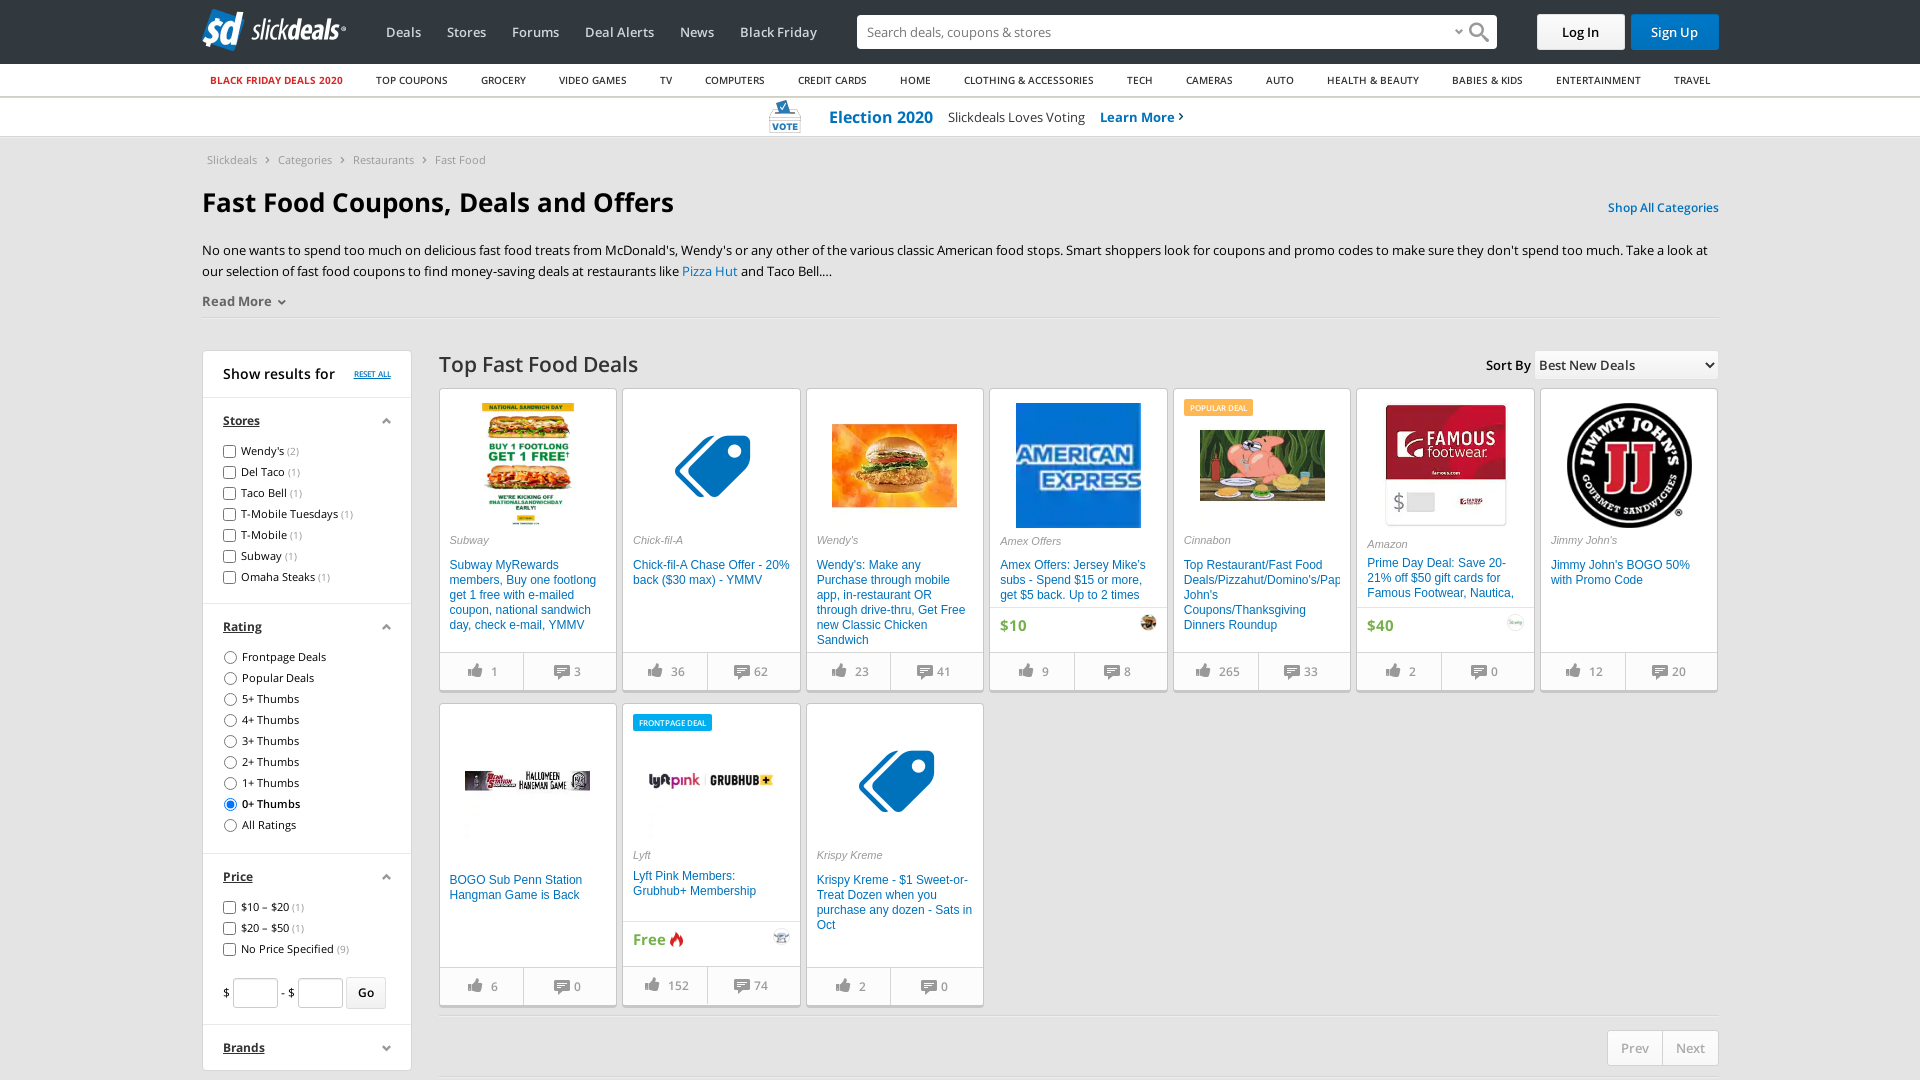 slickdeals
Deals
Stores
Forums
Deal Alerts
News
Black Friday
Search deals, coupons & stores
Log In
Sign Up
BLACK FRIDAY DEALS 2020
TOP COUPONS
GROCERY
VIDEO GAMES
TV
COMPUTERS
CREDIT CARDS
HOME
CLOTHING & ACCESSORIES
TECH
CAMERAS
AUTO
HEALTH & BEAUTY
BABIES & KIDS
ENTERTAINMENT
TRAVEL
VOTE
Election 2020 Slickdeals Loves Voting Learn More
Slickdeals > Categories > Restaurants > Fast Food
Fast Food Coupons, Deals and Offers
Shop All Categories
No one wants to spend too much on delicious fast food treats from McDonald's, Wendy's or any other of the various classic American food stops. Smart shoppers look for coupons and promo codes to make sure they don't spend too much. Take a look at
our selection of fast food coupons to find money-saving deals at restaurants like Pizza Hut and Taco Bell....
Read More
Show results for
RESET ALL
Stores
Wendy's (2)
Del Taco (1)
Taco Bell (1)
T-Mobile Tuesdays (1)
T-Mobile (1)
Subway (1)
Omaha Steaks (1)
Rating
Frontpage Deals
Popular Deals
5+ Thumbs
4+ Thumbs
3+ Thumbs
2+ Thumbs
1+ Thumbs
0+ Thumbs
All Ratings
Price
$10 – $20 (1)
$20 – $50 (1)
No Price Specified (9)
$ - $ Go
Brands
Top Fast Food Deals
Sort By Best New Deals
NATIONAL SANDWICH DAY
BUY 1 FOOTLONG
GET 1 FREE†
WE'RE KICKING OFF
#NATIONALSANDWICHDAY
EARLY!
Subway
Subway MyRewards
members, Buy one footlong
get 1 free with e-mailed
coupon, national sandwich
day, check e-mail, YMMV
1
3
Chick-fil-A
Chick-fil-A Chase Offer - 20%
back ($30 max) - YMMV
36
62
Wendy's
Wendy's: Make any
Purchase through mobile
app, in-restaurant OR
through drive-thru, Get Free
new Classic Chicken
Sandwich
23
41
AMERICAN
EXPRESS
Amex Offers
Amex Offers: Jersey Mike's
subs - Spend $15 or more,
get $5 back. Up to 2 times
$10
9
8
POPULAR DEAL
Cinnabon
Top Restaurant/Fast Food
Deals/Pizzahut/Domino's/Pap
John's
Coupons/Thanksgiving
Dinners Roundup
265
33
FAMOUS
footwear.
famous.com
$
Amazon
Prime Day Deal: Save 20-
21% off $50 gift cards for
Famous Footwear, Nautica,
$40
2
0
JIMMY JOHN'S
JJ
GOURMET SANDWICHES
®
Jimmy John's
Jimmy John's BOGO 50%
with Promo Code
12
20
HALLOWEEN
HANGMAN GAME
BOGO Sub Penn Station
Hangman Game is Back
6
0
FRONTPAGE DEAL
lyft pink GRUBHUB+
Lyft
Lyft Pink Members:
Grubhub+ Membership
Free
152
74
Krispy Kreme
Krispy Kreme - $1 Sweet-or-
Treat Dozen when you
purchase any dozen - Sats in
Oct
2
0
Prev
Next